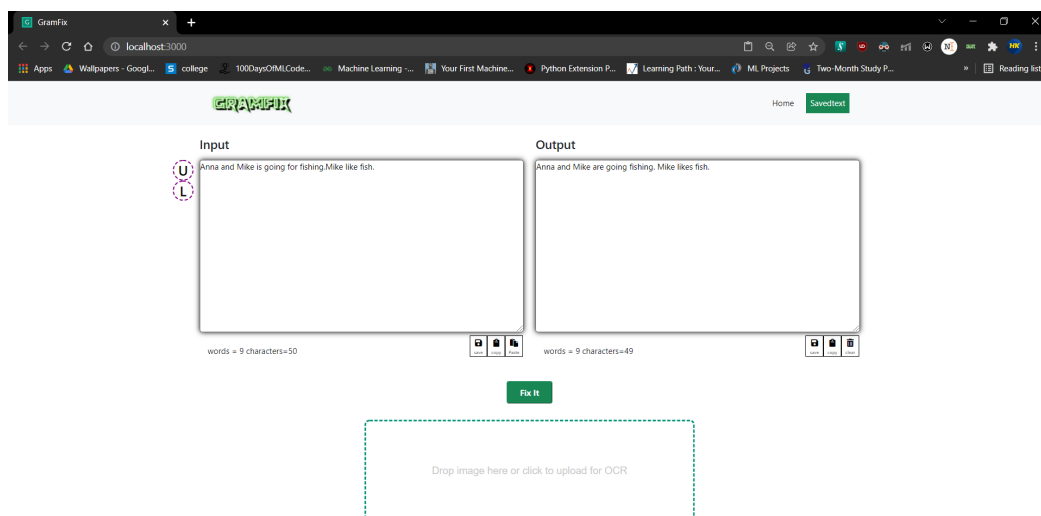 GramFix
localhost:3000
Apps Wallpapers - Googl... S college 100DaysOfMLCode... Machine Learning -... Your First Machine... Python Extension P... Learning Path : Your... ML Projects Two-Month Study P... » Reading list
GRAMFIX
Home Savedtext
Input Output
U
Anna and Mike is going for fishing.Mike like fish. Anna and Mike are going fishing. Mike likes fish.
L
words = 9 characters=50 save copy Paste words = 9 characters=49 save copy clear
Fix It
Drop image here or click to upload for OCR